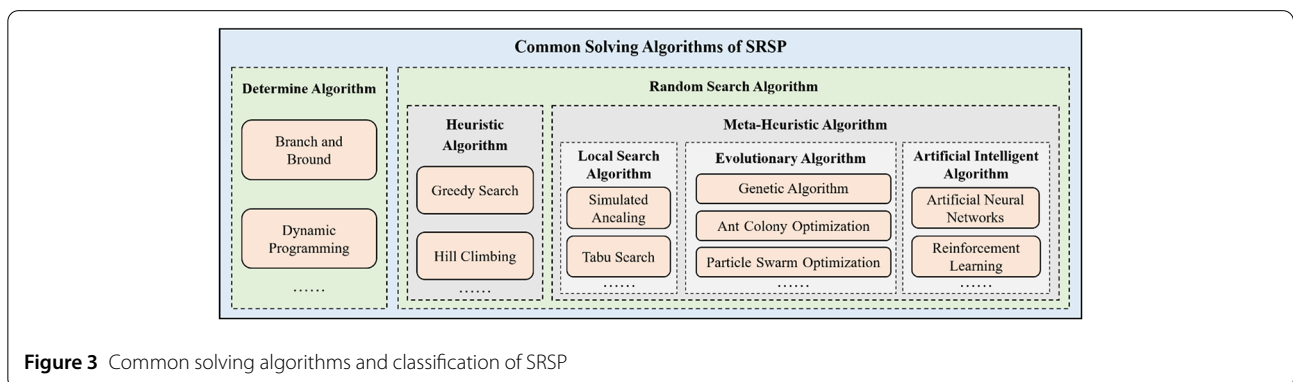 Common Solving Algorithms of SRSP
Determine Algorithm
Branch and
Bround
Dynamic
Programming
……
Random Search Algorithm
Heuristic
Algorithm
Greedy Search
Hill Climbing
……
Meta-Heuristic Algorithm
Local Search
Algorithm
Simulated
Ancealing
Tabu Search
……
Evolutionary Algorithm
Genetic Algorithm
Ant Colony Optimization
Particle Swarm Optimization
……
Artificial Intelligent
Algorithm
Artificial Neural
Networks
Reinforcement
Learning
……
Figure 3 Common solving algorithms and classification of SRSP